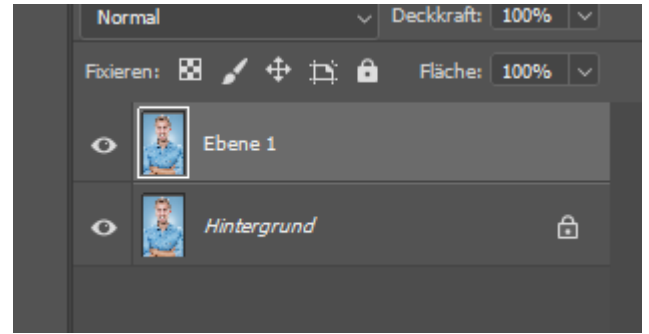 Normal Deckkraft: 100%
Fixieren: Fläche: 100%
Ebene 1
Hintergrund